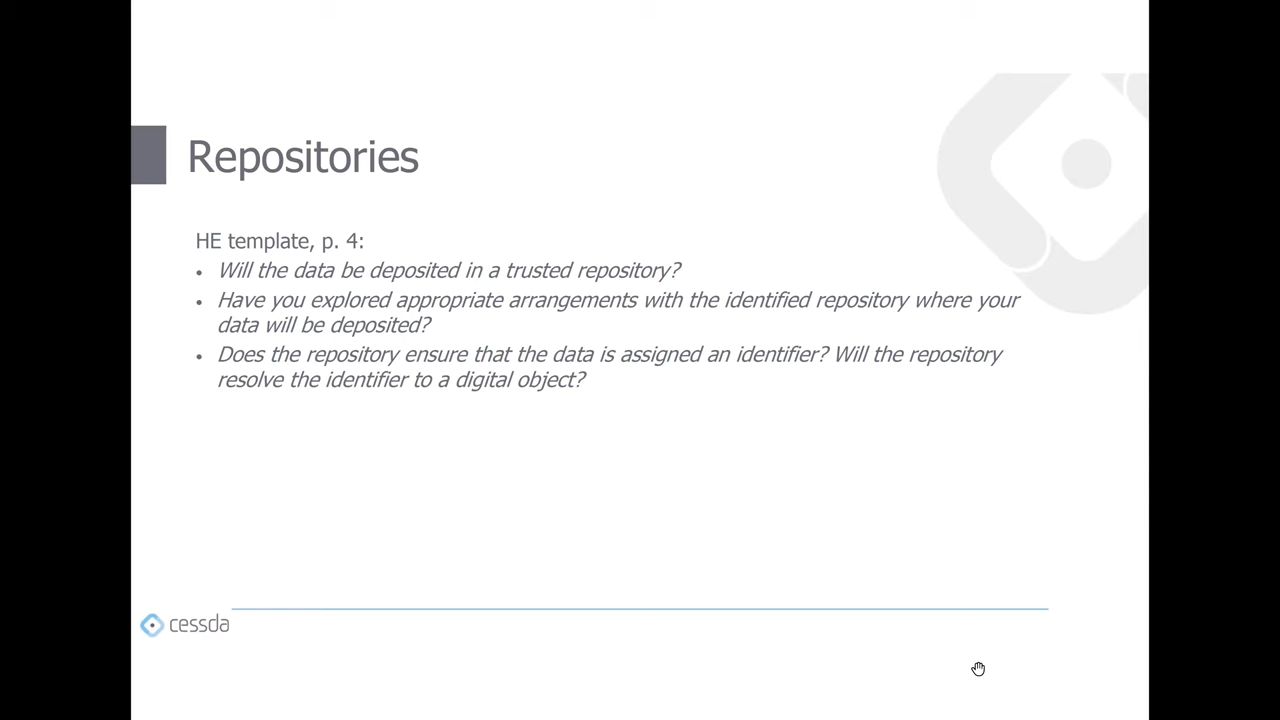 Repositories
HE template, p. 4:
• Will the data be deposited in a trusted repository?
• Have you explored appropriate arrangements with the identified repository where your
data will be deposited?
• Does the repository ensure that the data is assigned an identifier? Will the repository
resolve the identifier to a digital object?
cessda